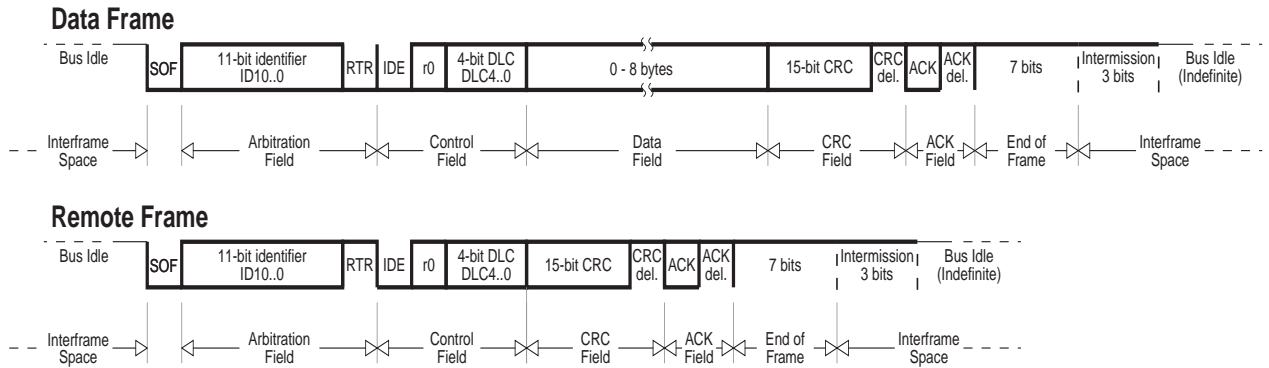 Data Frame
Bus Idle
SOF
11-bit identifier
ID10..0
RTR
IDE
r0
4-bit DLC
DLC4..0
0 - 8 bytes
15-bit CRC
CRC
del.
ACK
ACK
del.
7 bits
Intermission
3 bits
Bus Idle
(Indefinite)
Interframe
Space
Arbitration
Field
Control
Field
Data
Field
CRC
Field
ACK
Field
End of
Frame
Interframe
Space
Remote Frame
Bus Idle
SOF
11-bit identifier
ID10..0
RTR
IDE
r0
4-bit DLC
DLC4..0
15-bit CRC
CRC
del.
ACK
ACK
del.
7 bits
Intermission
3 bits
Bus Idle
(Indefinite)
Interframe
Space
Arbitration
Field
Control
Field
CRC
Field
ACK
Field
End of
Frame
Interframe
Space